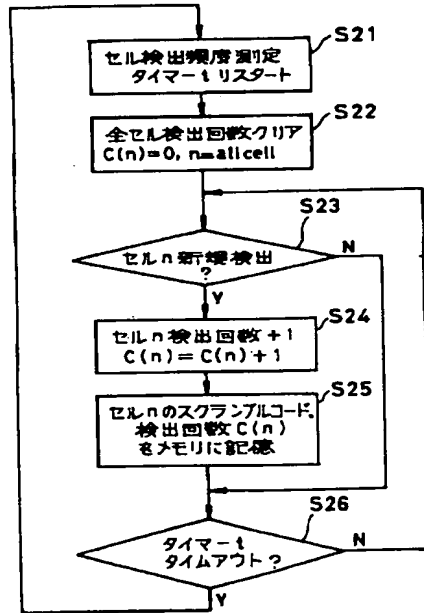 S21
セル検出頻度測定
タイマーt リスタート
S22
全セル検出回数クリア
C(n)=0, n=allcell
S23
セルn新規検出
?
N
Y
S24
セルn検出回数+1
C(n)=C(n)+1
S25
セルnのスクランブルコード、
検出回数C(n)
をメモリに記憶
S26
タイマーt
タイムアウト?
N
Y